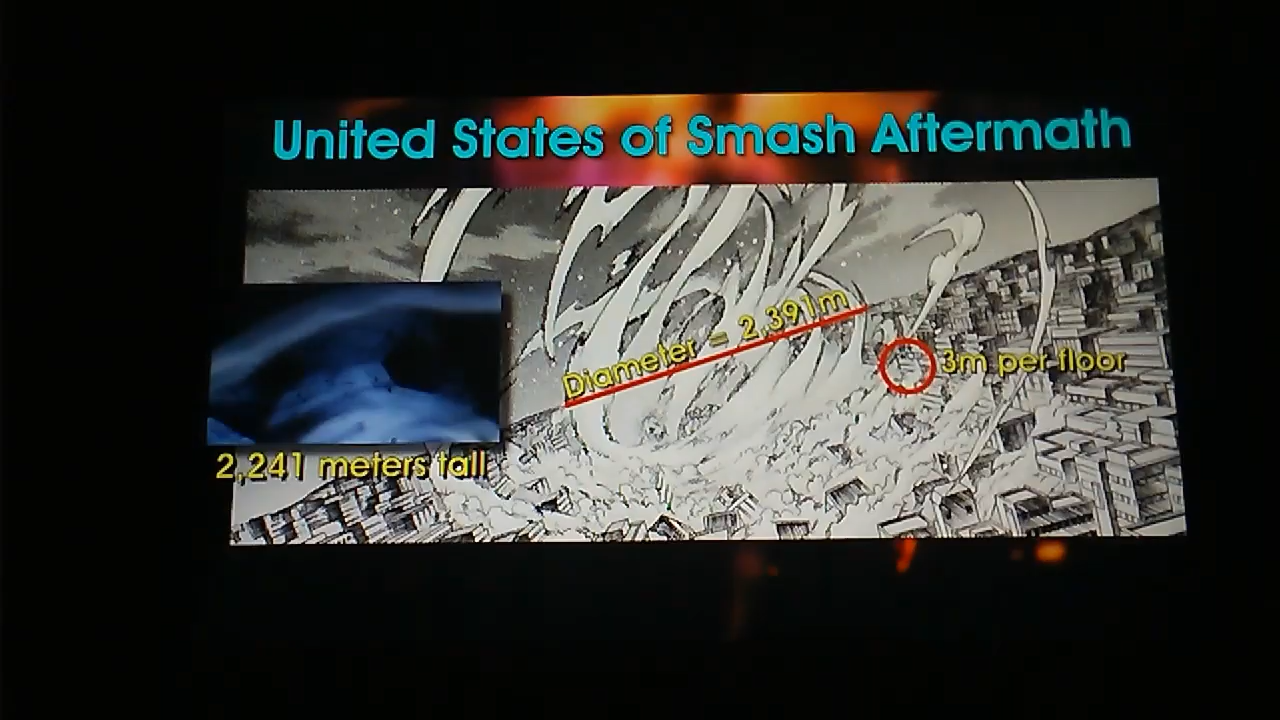 United States of Smash Aftermath
Diameter = 2,391m
3m per floor
2,241 meters tall